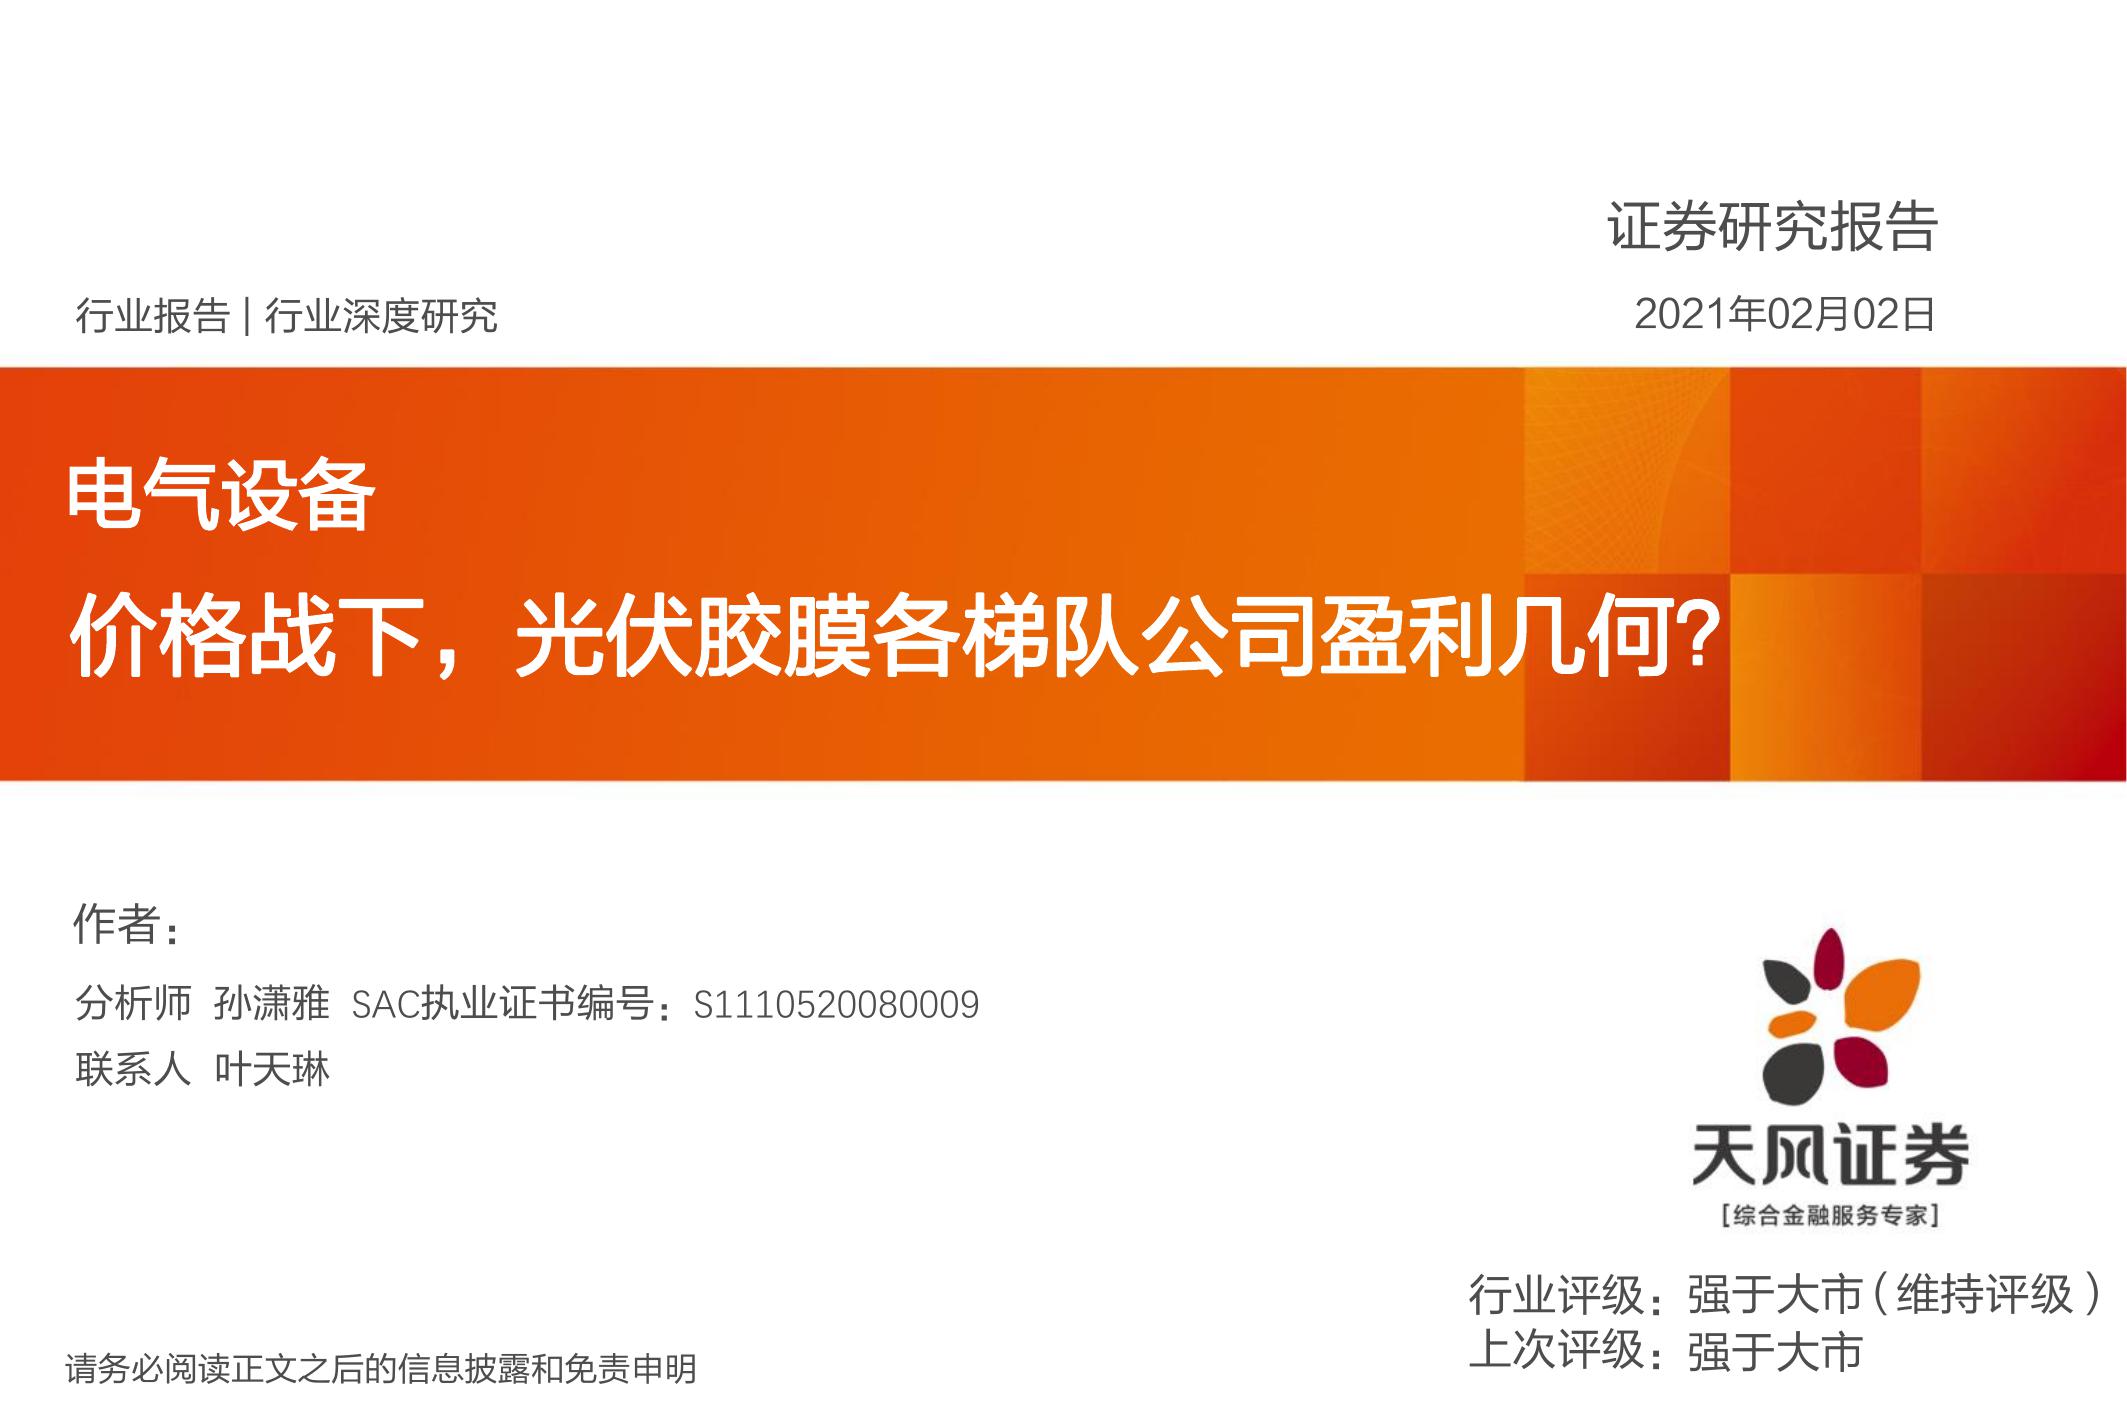 证券研究报告
行业报告 | 行业深度研究
2021年02月02日
电气设备
价格战下，光伏胶膜各梯队公司盈利几何？
作者：
分析师 孙潇雅 SAC执业证书编号：S1110520080009
联系人 叶天琳
天风证券
[综合金融服务专家]
行业评级：强于大市（维持评级）
上次评级：强于大市
请务必阅读正文之后的信息披露和免责申明